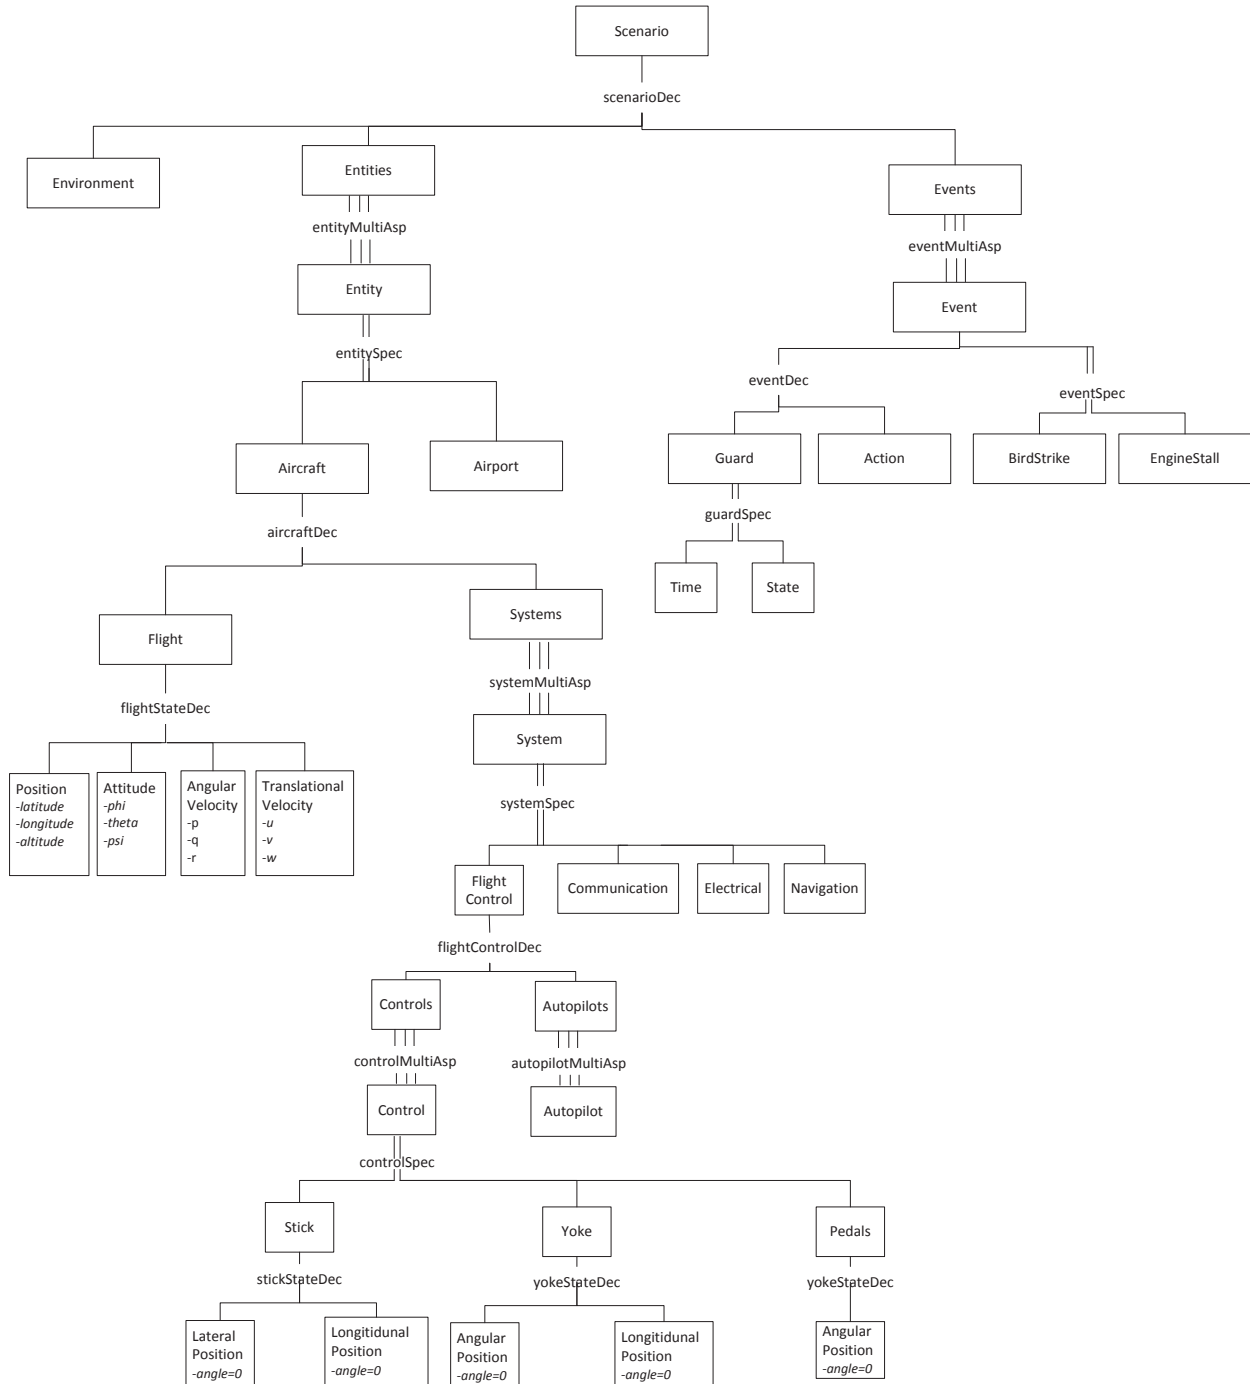 Scenario
scenarioDec
Environment
Entities
Events
entityMultiAsp
eventMultiAsp
Entity
Event
entitySpec
eventDec
eventSpec
Aircraft
Airport
Guard
Action
BirdStrike
EngineStall
aircraftDec
guardSpec
Time
State
Flight
Systems
flightStateDec
systemMultiAsp
System
Position
-latitude
-longitude
-altitude
Attitude
-phi
-theta
-psi
Angular
Velocity
-p
-q
-r
Translational
Velocity
-u
-v
-w
systemSpec
Flight
Control
Communication
Electrical
Navigation
flightControlDec
Controls
Autopilots
controlMultiAsp
autopilotMultiAsp
Control
Autopilot
controlSpec
Stick
Yoke
Pedals
stickStateDec
yokeStateDec
yokeStateDec
Lateral
Position
-angle=0
Longitidunal
Position
-angle=0
Angular
Position
-angle=0
Longitidunal
Position
-angle=0
Angular
Position
-angle=0